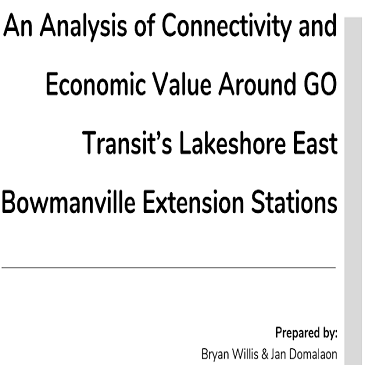 An Analysis of Connectivity and
Economic Value Around GO
Transit’s Lakeshore East
Bowmanville Extension Stations
Prepared by:
Bryan Willis & Jan Domalaon